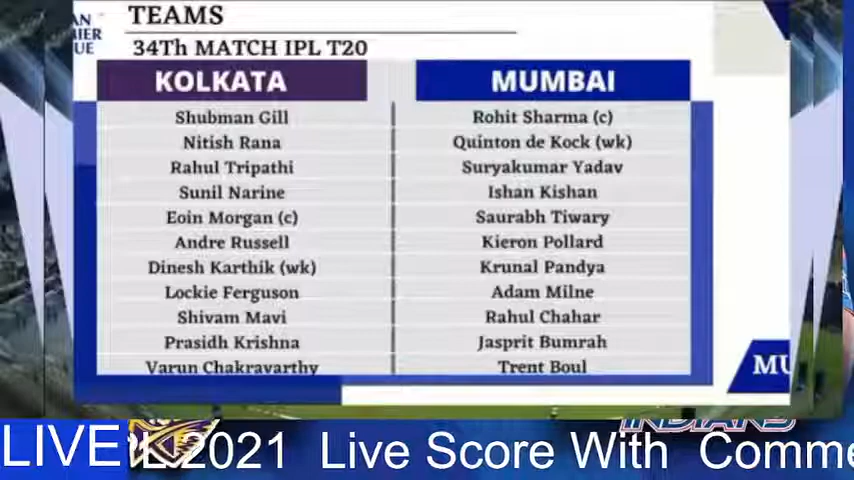 TEAMS
34Th MATCH IPL T20
KOLKATA
MUMBAI
Shubman Gill
Rohit Sharma (c)
Nitish Rana
Quinton de Kock (wk)
Rahul Tripathi
Suryakumar Yadav
Sunil Narine
Ishan Kishan
Eoin Morgan (c)
Saurabh Tiwary
Andre Russell
Kieron Pollard
Dinesh Karthik (wk)
Krunal Pandya
Lockie Ferguson
Adam Milne
Shivam Mavi
Rahul Chahar
Prasidh Krishna
Jasprit Bumrah
Varun Chakravarthy
Trent Boul
INDIANS
LIVE 2021 Live Score With